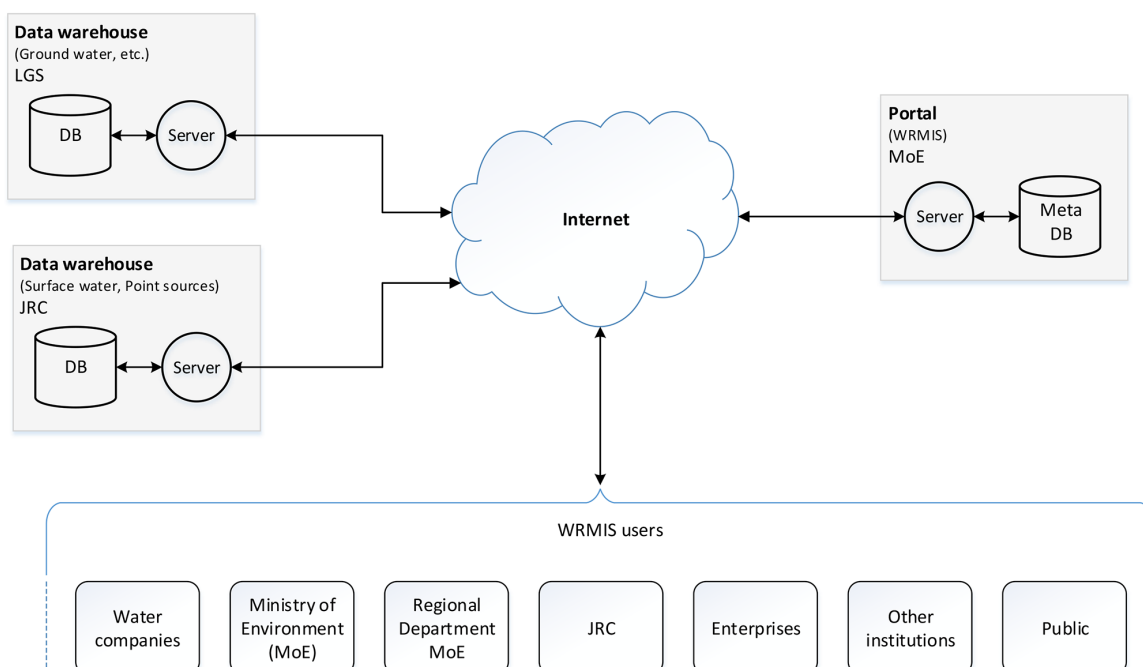 Data warehouse
(Ground water, etc.)
LGS
DB
Server
Data warehouse
(Surface water, Point sources)
JRC
DB
Server
Internet
Portal
(WRMIS)
MoE
Server
Meta
DB
WRMIS users
Water
companies
Ministry of
Environment
(MoE)
Regional
Department
MoE
JRC
Enterprises
Other
institutions
Public